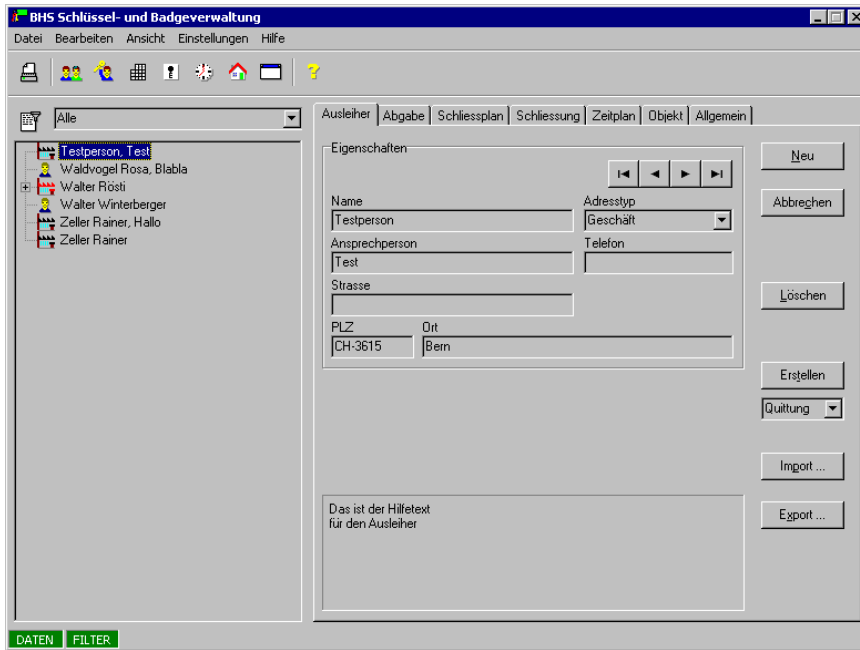 BHS Schlüssel- und Badgeverwaltung
Datei Bearbeiten Ansicht Einstellungen Hilfe
Alle
Testperson, Test
Waldvogel Rosa, Blabla
Walter Rösti
Walter Winterberger
Zeller Rainer, Hallo
Zeller Rainer
Ausleiher Abgabe Schliessplan Schliessung Zeitplan Objekt Allgemein
Eigenschaften
Name Adresstyp
Testperson Geschäft
Ansprechperson Telefon
Test
Strasse
PLZ Ort
CH-3615 Bern
Das ist der Hilfetext
für den Ausleiher
Neu
Abbrechen
Löschen
Erstellen
Quittung
Import ...
Export ...
DATEN FILTER